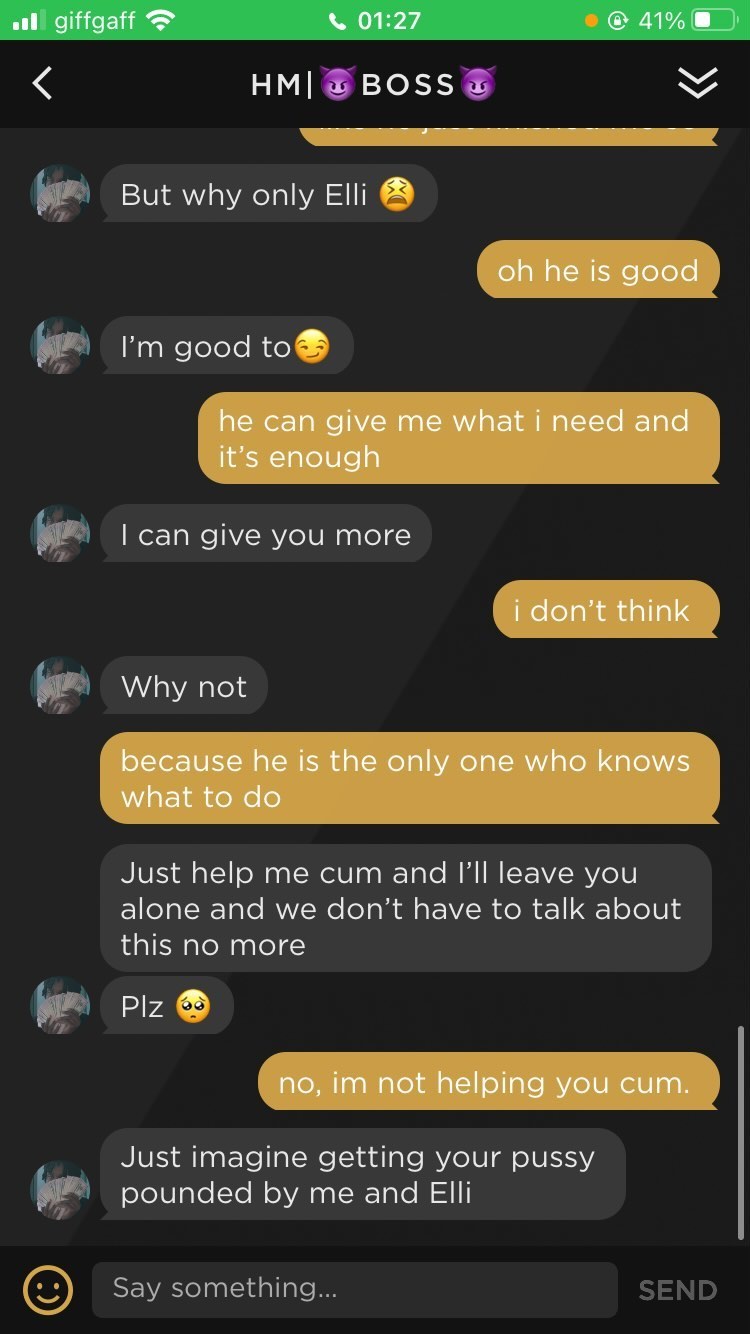 giffgaff 01:27 41%
HM|😈BOSS😈
But why only Elli 😫
oh he is good
I'm good to😏
he can give me what i need and
it's enough
I can give you more
i don't think
Why not
because he is the only one who knows
what to do
Just help me cum and I'll leave you
alone and we don't have to talk about
this no more
Plz 🥺
no, im not helping you cum.
Just imagine getting your pussy
pounded by me and Elli
Say something...
SEND